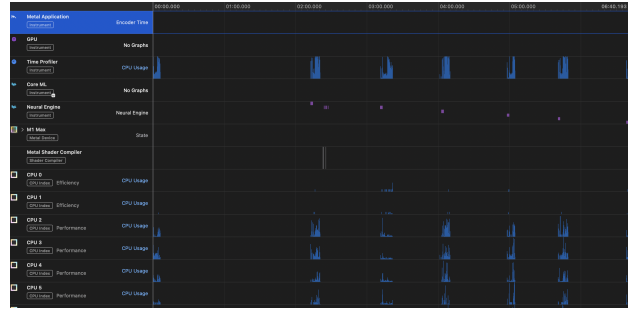 00:00.000 01:00.000 02:00.000 03:00.000 04:00.000 05:00.000 06:40.195
Metal Application
Instrument Encoder Time
GPU
Instrument No Graphs
Time Profiler
Instrument CPU Usage
Core ML
Instrument No Graphs
Neural Engine
Instrument Neural Engine
M1 Max
Metal Device State
Metal Shader Compiler
Shader Compiler
CPU 0
CPU Index Efficiency CPU Usage
CPU 1
CPU Index Efficiency CPU Usage
CPU 2
CPU Index Performance CPU Usage
CPU 3
CPU Index Performance CPU Usage
CPU 4
CPU Index Performance CPU Usage
CPU 5
CPU Index Performance CPU Usage